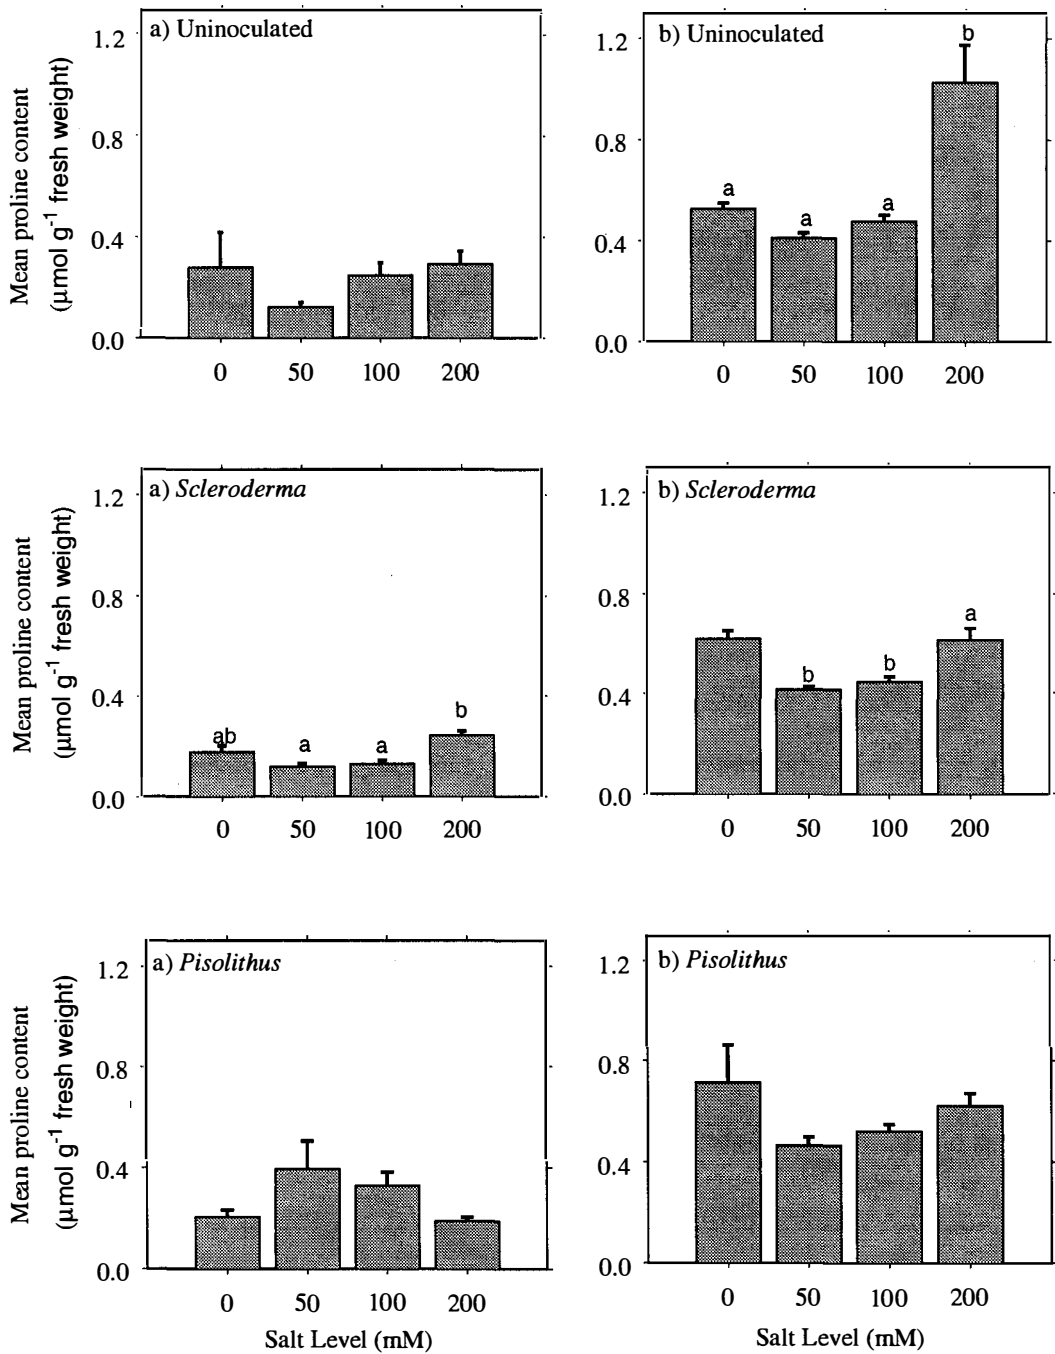 a) Uninoculated
1.2
0.8
0.4
0.0
0 50 100 200
Mean proline content
(μmol g⁻¹ fresh weight)
b) Uninoculated
1.2
0.8
0.4
0.0
a
a
a
b
0 50 100 200
a) Scleroderma
1.2
0.8
0.4
0.0
ab
a
a
b
0 50 100 200
Mean proline content
(μmol g⁻¹ fresh weight)
b) Scleroderma
1.2
0.8
0.4
0.0
b
b
a
0 50 100 200
a) Pisolithus
1.2
0.8
0.4
0.0
0 50 100 200
Salt Level (mM)
Mean proline content
(μmol g⁻¹ fresh weight)
b) Pisolithus
1.2
0.8
0.4
0.0
0 50 100 200
Salt Level (mM)